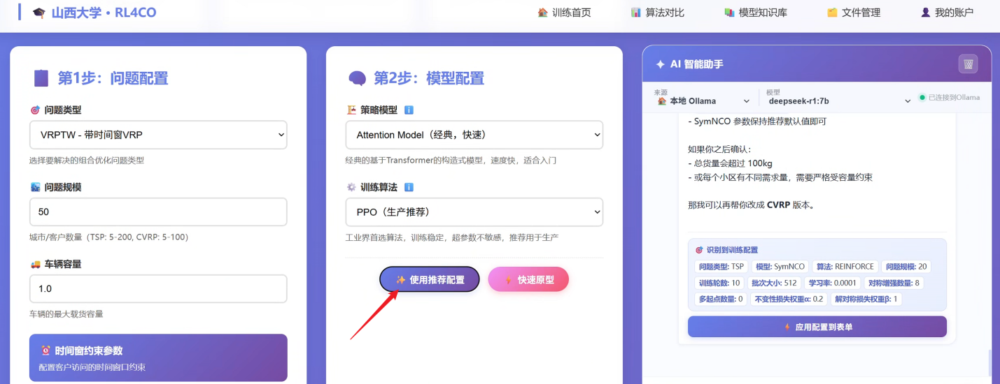 山西大学 · RL4CO
训练首页
算法对比
模型知识库
文件管理
我的账户
第1步：问题配置
问题类型
VRPTW - 带时间窗VRP
选择要解决的组合优化问题类型
问题规模
50
城市/客户数量（TSP: 5-200, CVRP: 5-100）
车辆容量
1.0
车辆的最大载货容量
时间窗约束参数
配置客户访问的时间窗口约束
第2步：模型配置
策略模型
Attention Model（经典，快速）
经典的基于Transformer的构造式模型，速度快，适合入门
训练算法
PPO（生产推荐）
工业界首选算法，训练稳定，超参数不敏感，推荐用于生产
使用推荐配置
快速原型
AI 智能助手
来源
本地 Ollama
模型
deepseek-r1:7b
已连接到Ollama
- SymNCO 参数保持推荐默认值即可
如果你之后确认：
- 总货量会超过 100kg
- 或每个小区有不同需求量，需要严格受容量约束
那我可以再帮你改成 CVRP 版本。
识别到训练配置
问题类型: TSP
模型: SymNCO
算法: REINFORCE
问题规模: 20
训练轮数: 10
批次大小: 512
学习率: 0.0001
对称增强数量: 8
多起点数量: 0
不变性损失权重α: 0.2
解对称损失权重β: 1
应用配置到表单